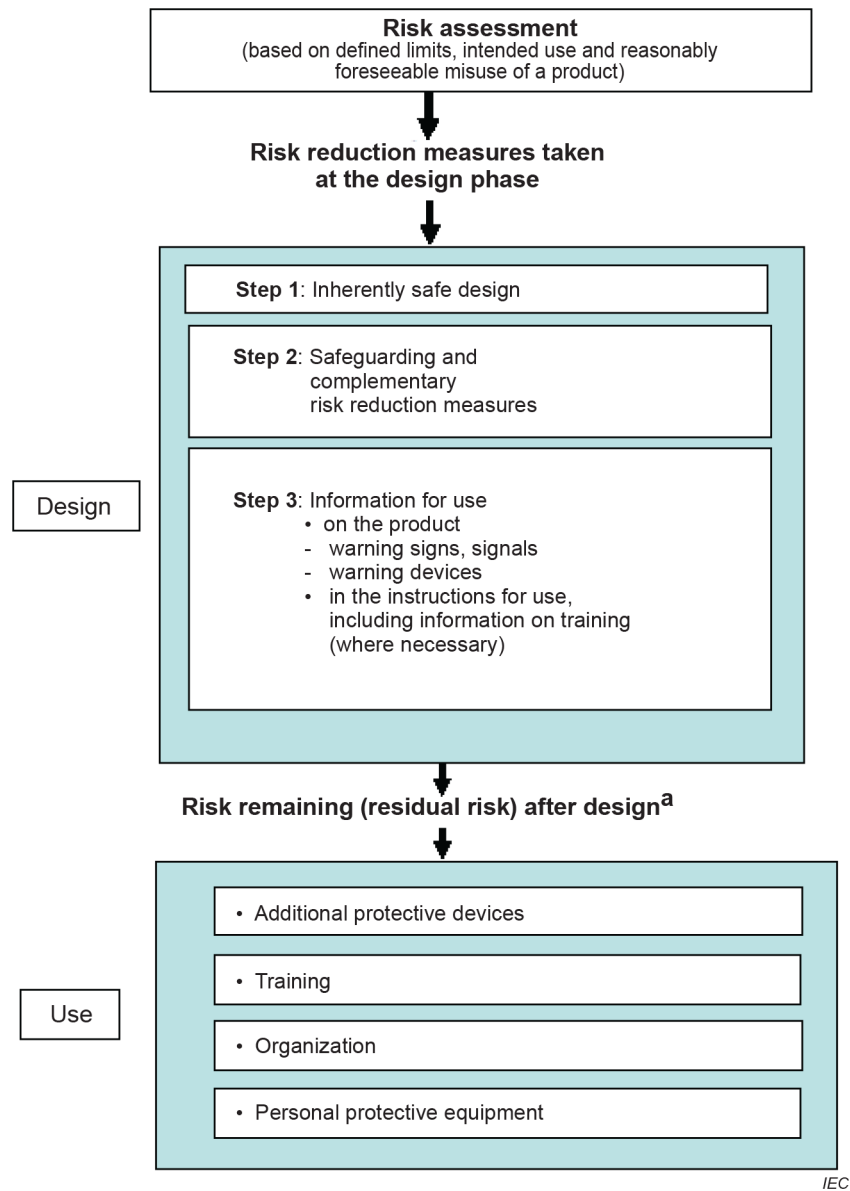 Risk assessment
(based on defined limits, intended use and reasonably
foreseeable misuse of a product)
Risk reduction measures taken
at the design phase
Step 1: Inherently safe design
Step 2: Safeguarding and
complementary
risk reduction measures
Design
Step 3: Information for use
• on the product
- warning signs, signals
- warning devices
• in the instructions for use,
including information on training
(where necessary)
Risk remaining (residual risk) after designᵃ
• Additional protective devices
• Training
Use
• Organization
• Personal protective equipment
IEC